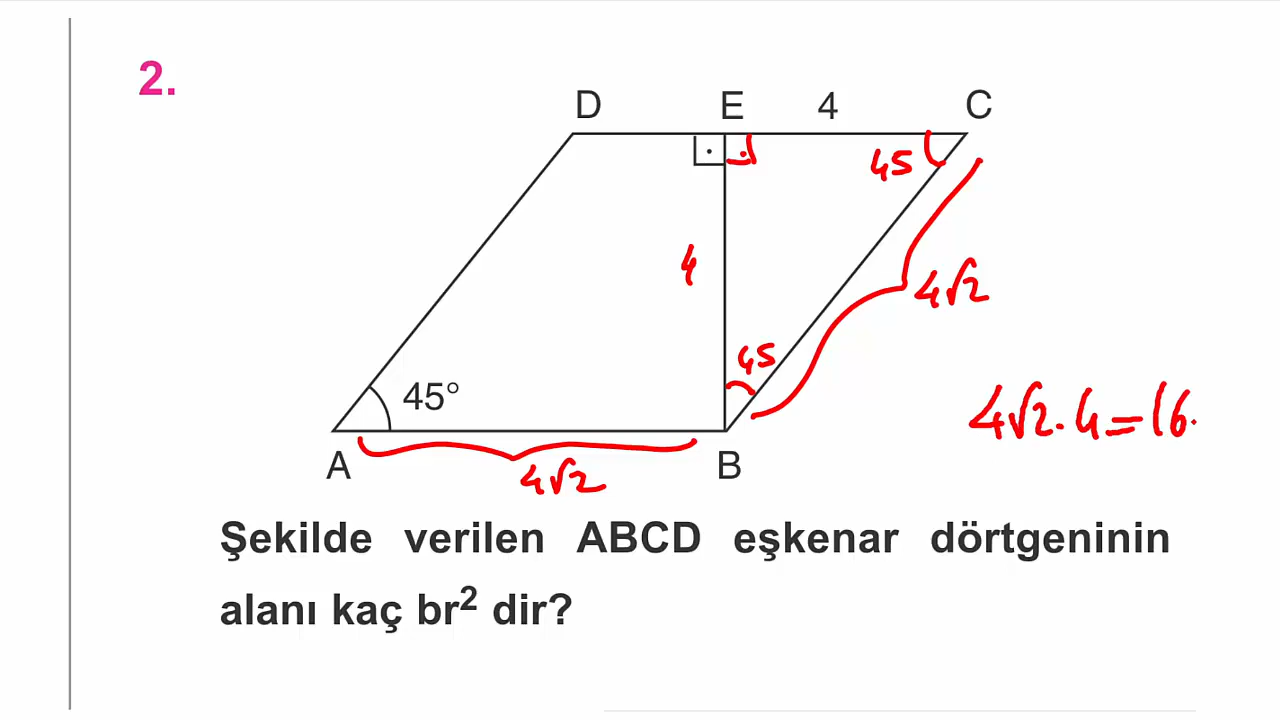 2.
D E 4 C
45
4
4√2
45
45°
4√2 . 4 = 16.
A B
4√2
Şekilde verilen ABCD eşkenar dörtgeninin
alanı kaç br² dir?